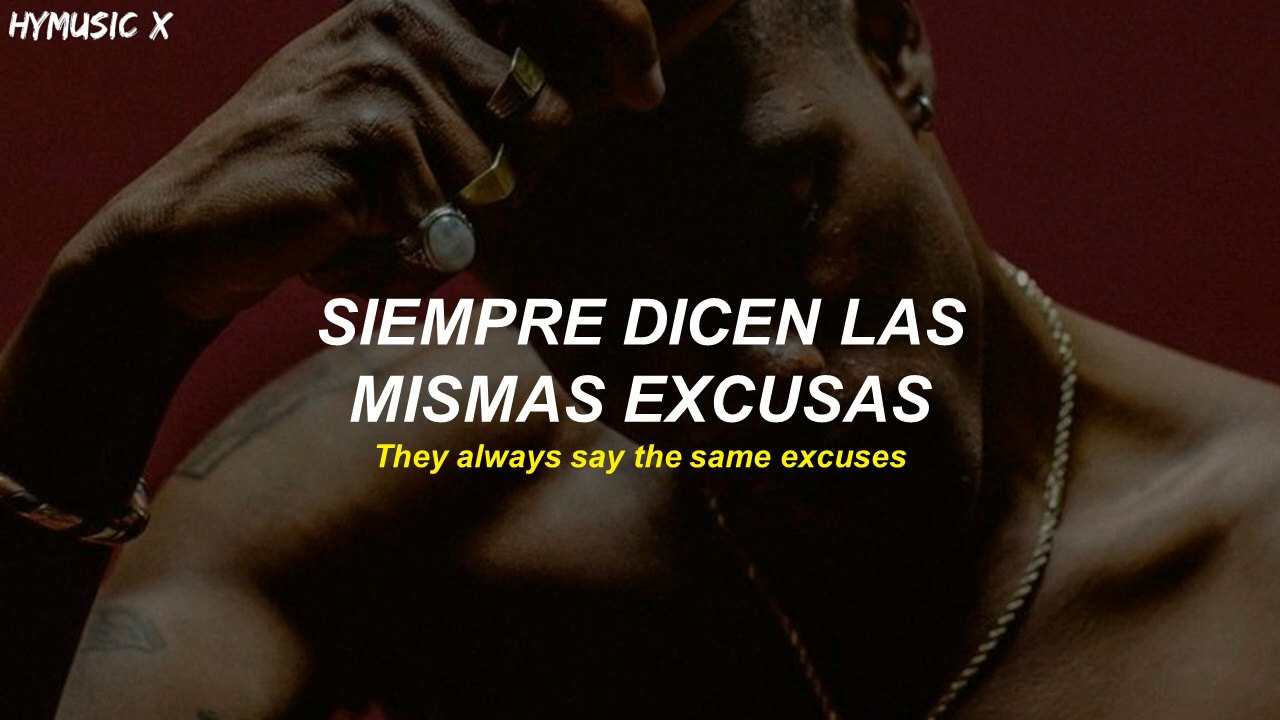 HYMUSIC X
SIEMPRE DICEN LAS
MISMAS EXCUSAS
They always say the same excuses